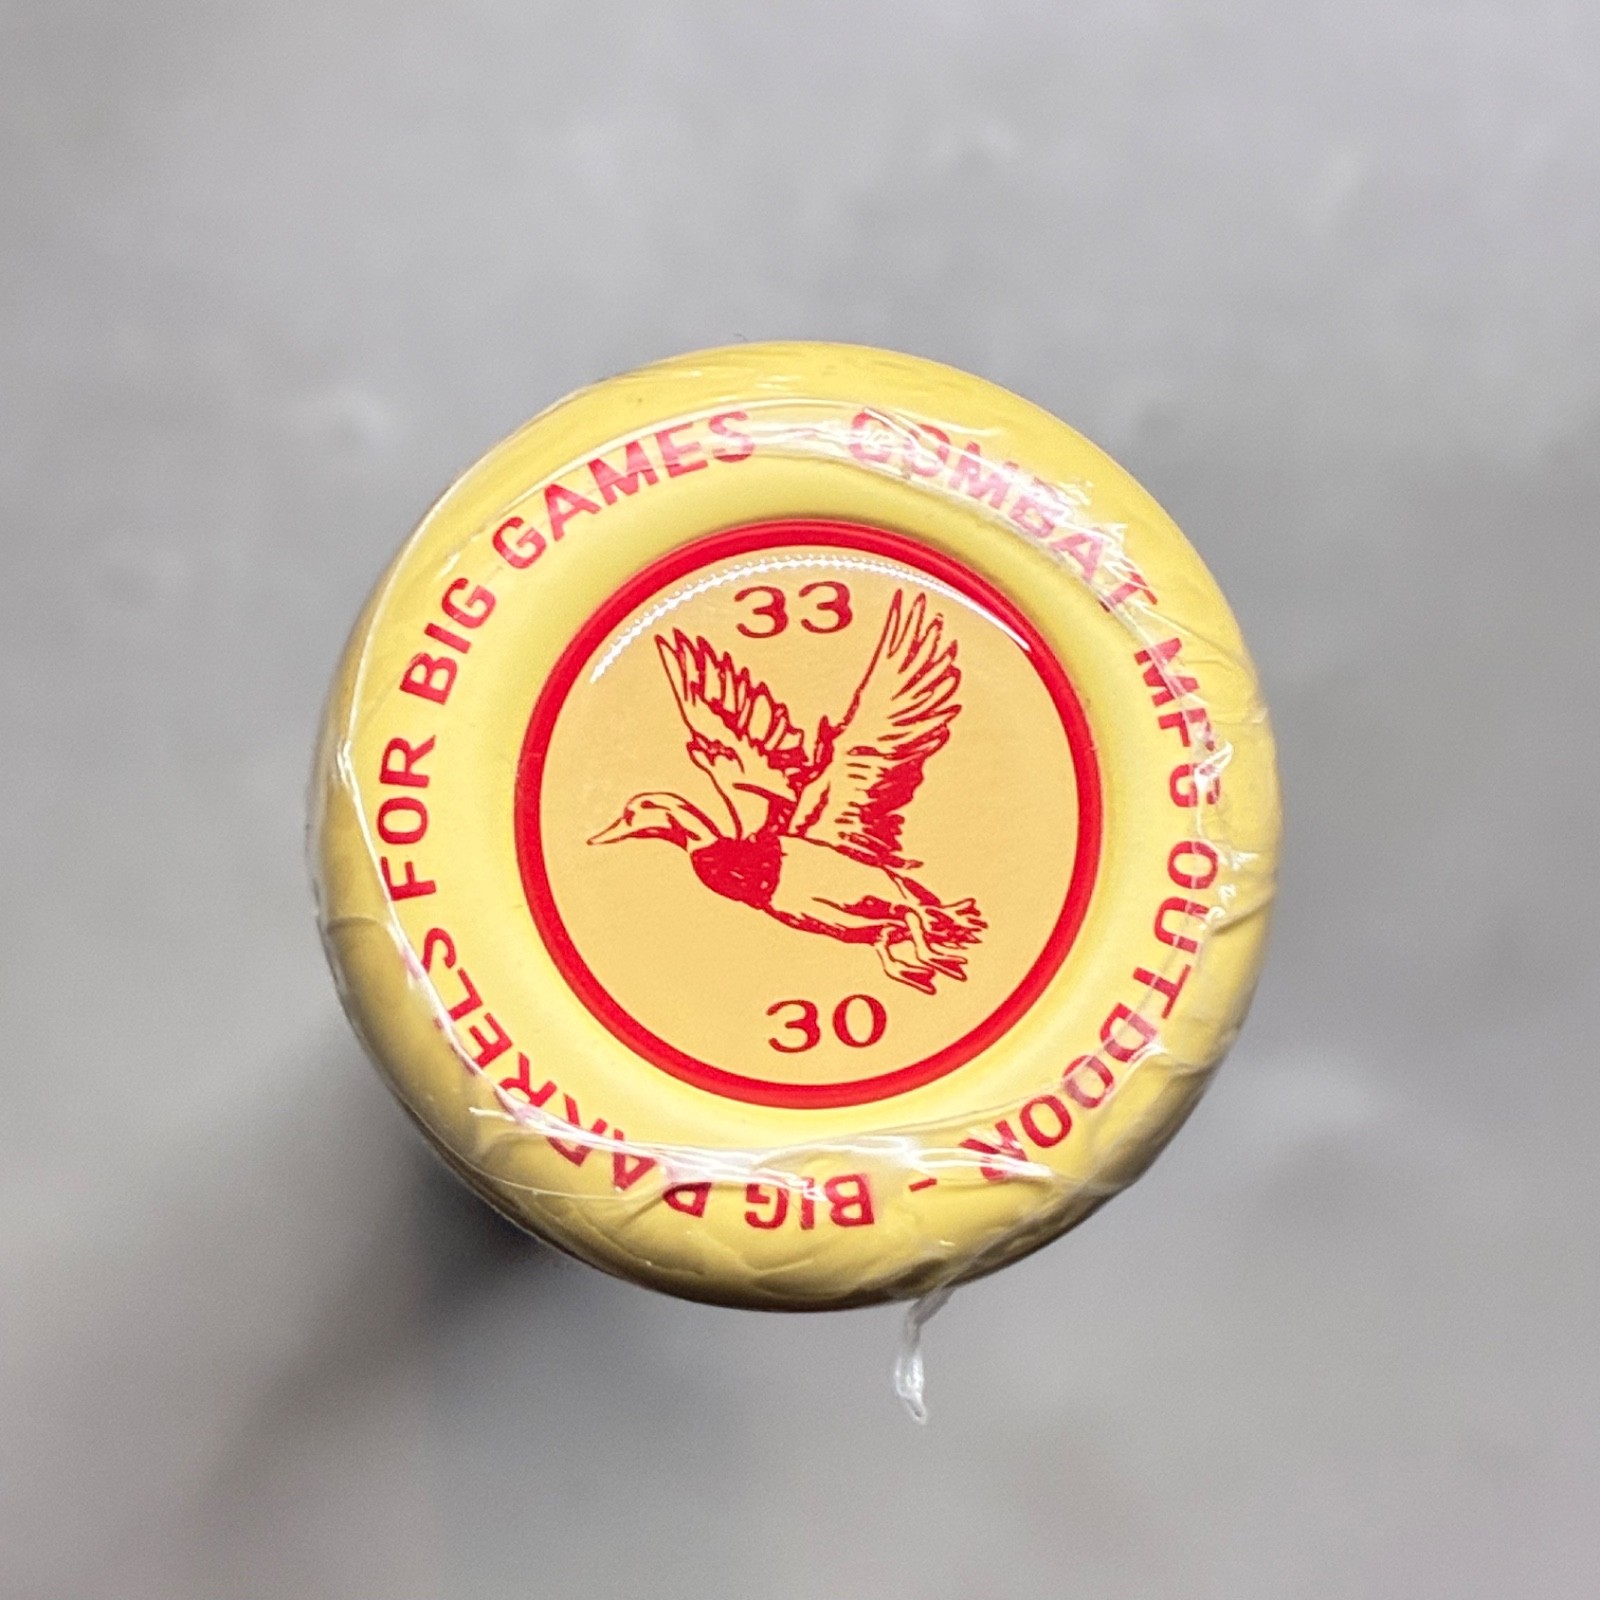 COMBAT MFG OUTDOOR - BIG BARRELS FOR BIG GAMES -
33
30